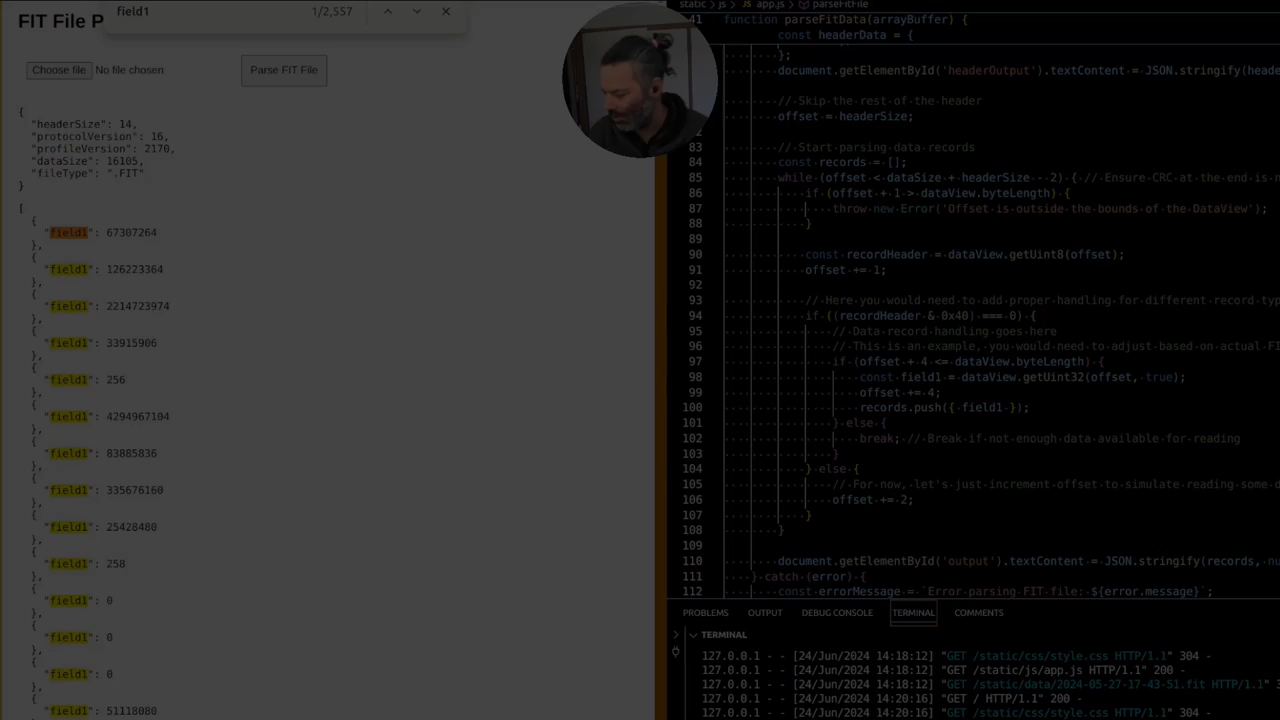 FIT File P
field1
1/2,557
Choose file No file chosen
Parse FIT File
{
"headerSize": 14,
"protocolVersion": 16,
"profileVersion": 2170,
"dataSize": 16105,
"fileType": ".FIT"
}
[
{
"field1": 67307264
},
{
"field1": 126223364
},
{
"field1": 2214723974
},
{
"field1": 33915906
},
{
"field1": 256
},
{
"field1": 4294967104
},
{
"field1": 83885836
},
{
"field1": 335676160
},
{
"field1": 25428480
},
{
"field1": 258
},
{
"field1": 0
},
{
"field1": 0
},
{
"field1": 0
},
{
"field1": 51118080
static > js > JS app.js > parseFitFile
41 function parseFitData(arrayBuffer) {
const headerData = {
};
document.getElementById('headerOutput').textContent = JSON.stringify(heade
// Skip the rest of the header
offset = headerSize;
83 // Start parsing data records
84 const records = [];
85 while (offset < dataSize + headerSize - 2) { // Ensure CRC at the end is n
86 if (offset + 1 > dataView.byteLength) {
87 throw new Error('Offset is outside the bounds of the DataView');
88 }
89
90 const recordHeader = dataView.getUint8(offset);
91 offset += 1;
92
93 // Here you would need to add proper handling for different record typ
94 if ((recordHeader & 0x40) === 0) {
95 // Data record handling goes here
96 // This is an example, you would need to adjust based on actual FI
97 if (offset + 4 <= dataView.byteLength) {
98 const field1 = dataView.getUint32(offset, true);
99 offset += 4;
100 records.push({ field1 });
101 } else {
102 break; // Break if not enough data available for reading
103 }
104 } else {
105 // For now, let's just increment offset to simulate reading some d
106 offset += 2;
107 }
108 }
109
110 document.getElementById('output').textContent = JSON.stringify(records, nu
111 } catch (error) {
112 const errorMessage = `Error parsing FIT file: ${error.message}`;
PROBLEMS OUTPUT DEBUG CONSOLE TERMINAL COMMENTS
TERMINAL
127.0.0.1 - - [24/Jun/2024 14:18:12] "GET /static/css/style.css HTTP/1.1" 304 -
127.0.0.1 - - [24/Jun/2024 14:18:12] "GET /static/js/app.js HTTP/1.1" 200 -
127.0.0.1 - - [24/Jun/2024 14:18:12] "GET /static/data/2024-05-27-17-43-51.fit HTTP/1.1"
127.0.0.1 - - [24/Jun/2024 14:20:16] "GET / HTTP/1.1" 200 -
127.0.0.1 - - [24/Jun/2024 14:20:16] "GET /static/css/style.css HTTP/1.1" 304 -